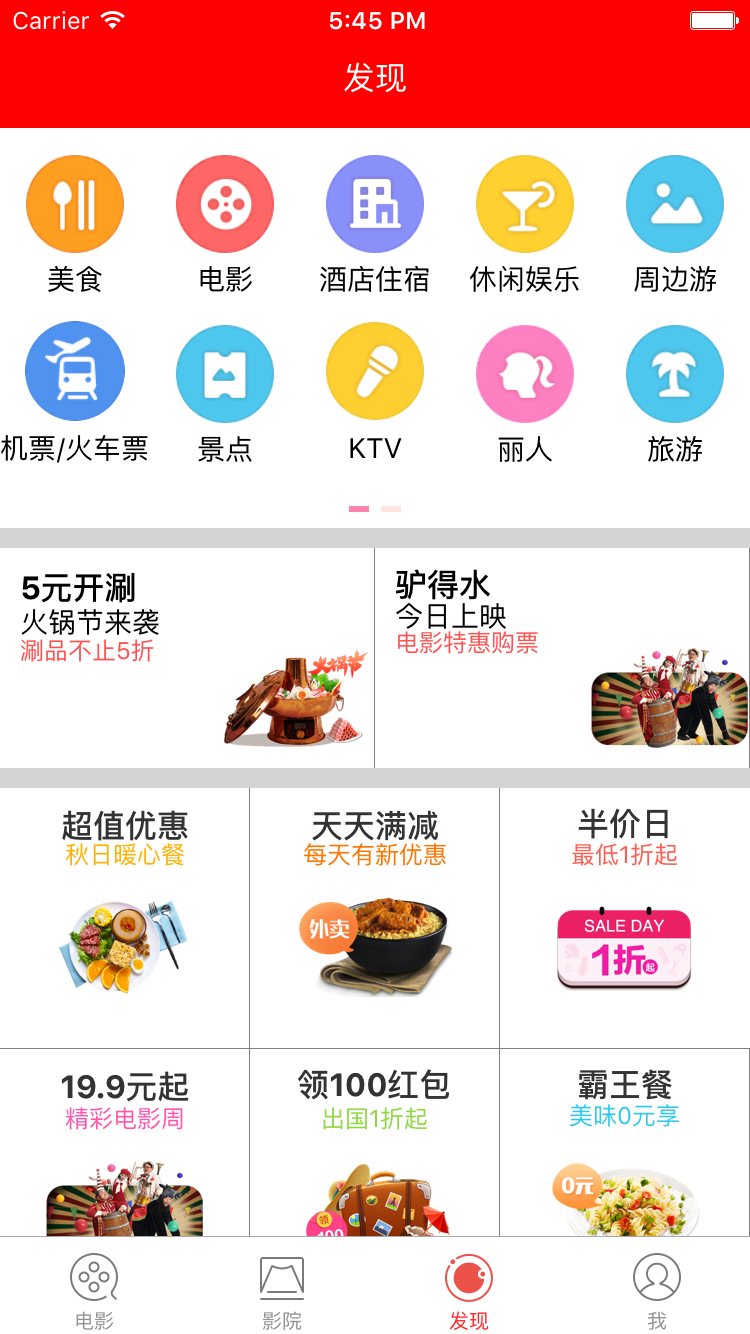 Carrier 5:45 PM
发现
美食 电影 酒店住宿 休闲娱乐 周边游
机票/火车票 景点 KTV 丽人 旅游
5元开涮
火锅节来袭
涮品不止5折
火锅节
驴得水
今日上映
电影特惠购票
超值优惠 天天满减 半价日
秋日暖心餐 每天有新优惠 最低1折起
外卖
SALE DAY
1折起
19.9元起 领100红包 霸王餐
精彩电影周 出国1折起 美味0元享
0元
领
100
电影 影院 发现 我